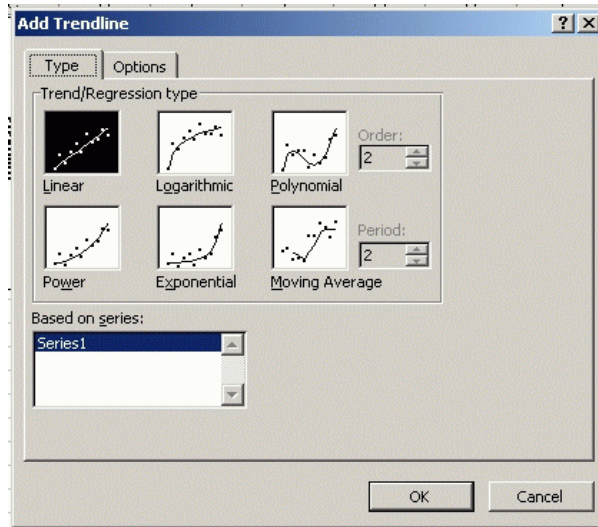 Add Trendline
Type Options
Trend/Regression type
Order:
2
Linear Logarithmic Polynomial
Period:
2
Power Exponential Moving Average
Based on series:
Series1
OK Cancel